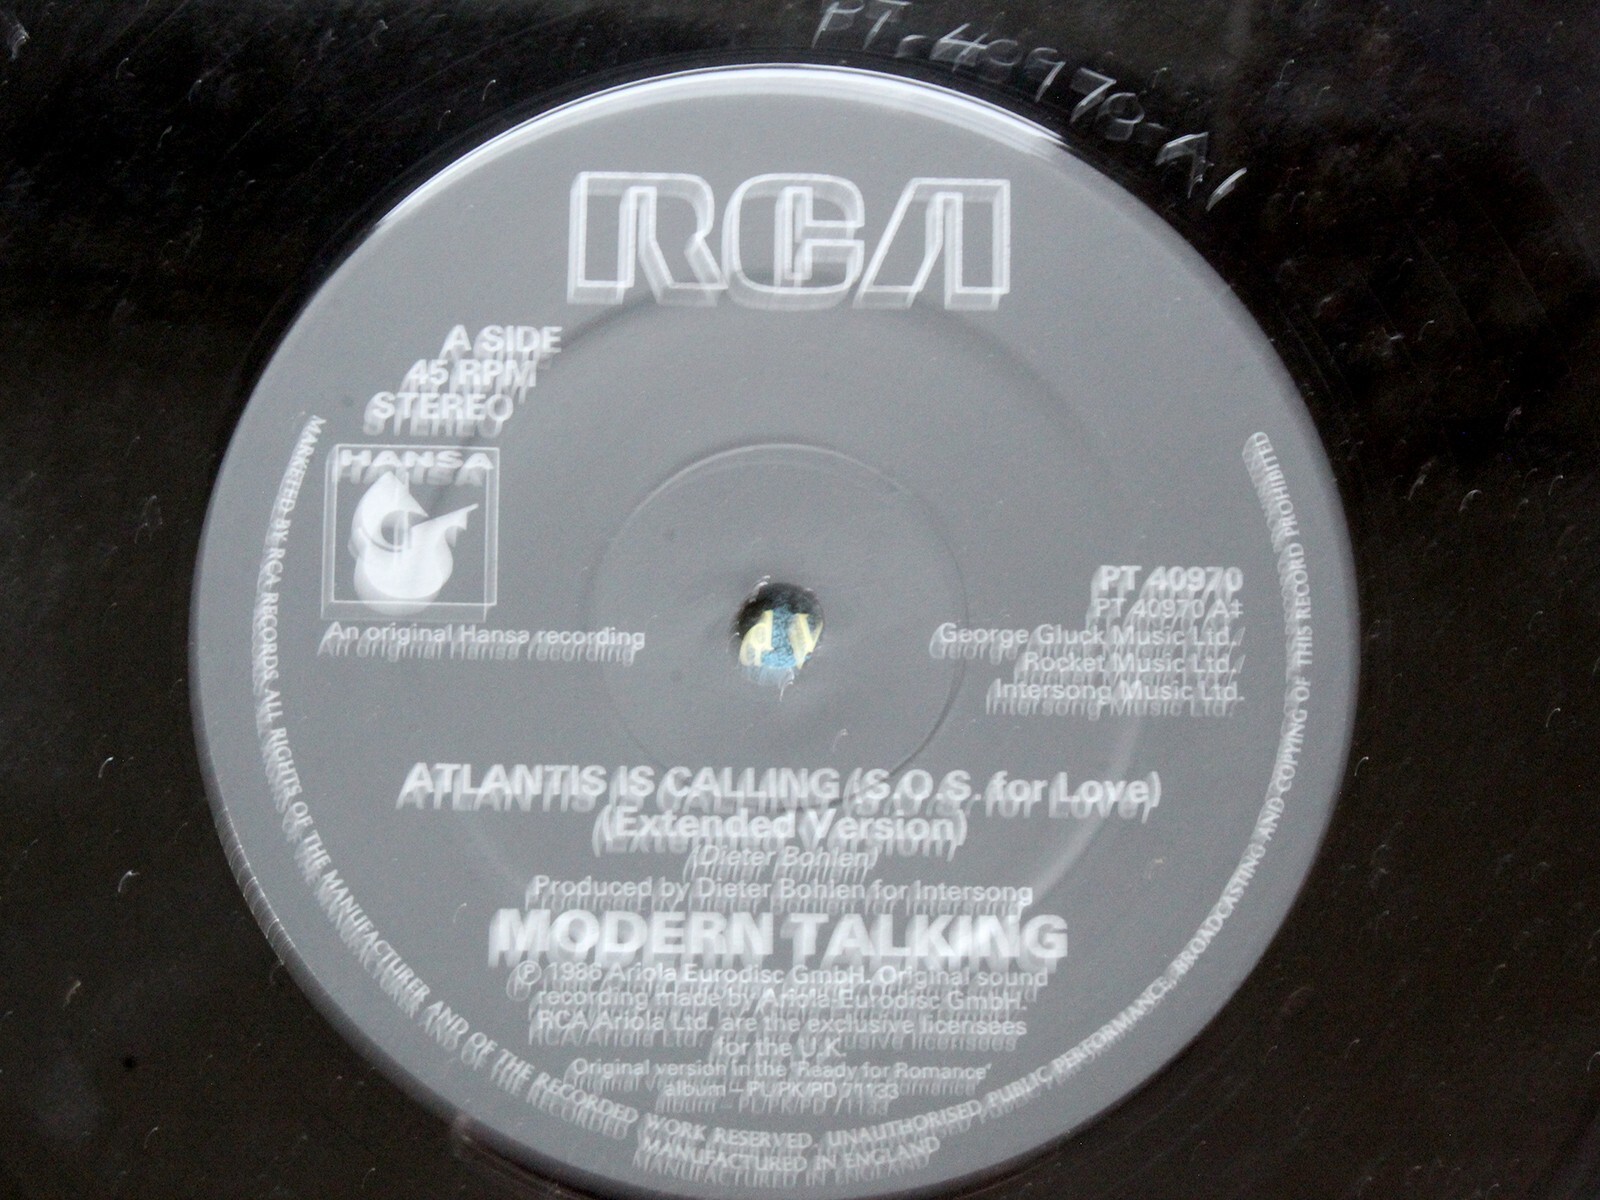 PT-40970-A1
RCA
A SIDE
45 RPM
STEREO
HANSA
An original Hansa recording
PT 40970
PT 40970 A‡
George Gluck Music Ltd./
Rocket Music Ltd./
Intersong Music Ltd.
ATLANTIS IS CALLING (S.O.S. for Love)
(Extended Version)
(Dieter Bohlen)
Produced by Dieter Bohlen for Intersong
MODERN TALKING
℗ 1986 Ariola Eurodisc GmbH. Original sound
recording made by Ariola-Eurodisc GmbH.
RCA/Ariola Ltd. are the exclusive licensees
for the U.K.
Original version in the 'Ready for Romance'
album – PL/PK/PD 71133
MARKETED BY RCA RECORDS. ALL RIGHTS OF THE MANUFACTURER AND OF THE RECORDED WORK RESERVED. UNAUTHORISED PUBLIC PERFORMANCE, BROADCASTING AND COPYING OF THIS RECORD PROHIBITED
MANUFACTURED IN ENGLAND